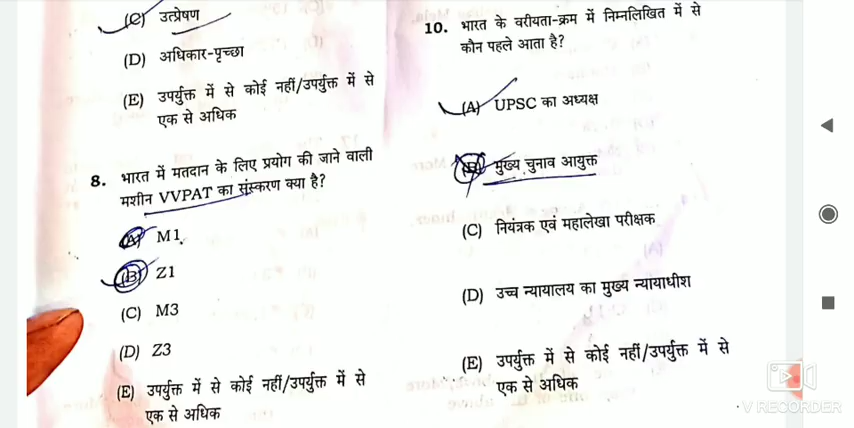 (C) उत्प्रेषण
(D) अधिकार-पृच्छा
(E) उपर्युक्त में से कोई नहीं/उपर्युक्त में से
एक से अधिक
8. भारत में मतदान के लिए प्रयोग की जाने वाली
मशीन VVPAT का संस्करण क्या है?
(A) M1
(B) Z1
(C) M3
(D) Z3
(E) उपर्युक्त में से कोई नहीं/उपर्युक्त में से
एक से अधिक
10. भारत के वरीयता-क्रम में निम्नलिखित में से
कौन पहले आता है?
(A) UPSC का अध्यक्ष
(B) मुख्य चुनाव आयुक्त
(C) नियंत्रक एवं महालेखा परीक्षक
(D) उच्च न्यायालय का मुख्य न्यायाधीश
(E) उपर्युक्त में से कोई नहीं/उपर्युक्त में से
एक से अधिक
V RECORDER